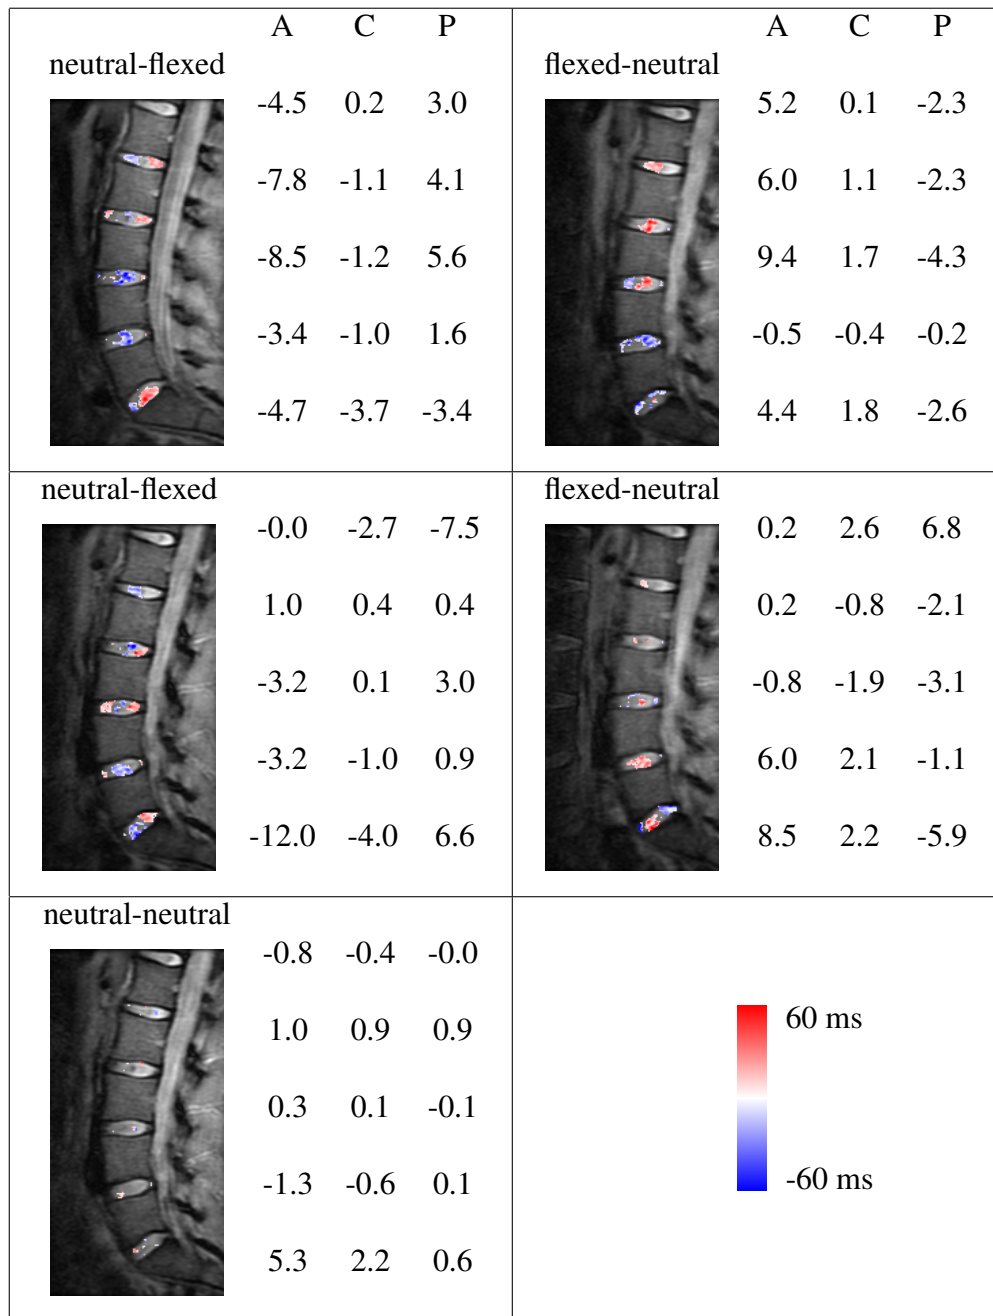 A C P
neutral-flexed
-4.5 0.2 3.0
-7.8 -1.1 4.1
-8.5 -1.2 5.6
-3.4 -1.0 1.6
-4.7 -3.7 -3.4
A C P
flexed-neutral
5.2 0.1 -2.3
6.0 1.1 -2.3
9.4 1.7 -4.3
-0.5 -0.4 -0.2
4.4 1.8 -2.6
neutral-flexed
-0.0 -2.7 -7.5
1.0 0.4 0.4
-3.2 0.1 3.0
-3.2 -1.0 0.9
-12.0 -4.0 6.6
flexed-neutral
0.2 2.6 6.8
0.2 -0.8 -2.1
-0.8 -1.9 -3.1
6.0 2.1 -1.1
8.5 2.2 -5.9
neutral-neutral
-0.8 -0.4 -0.0
1.0 0.9 0.9
0.3 0.1 -0.1
-1.3 -0.6 0.1
5.3 2.2 0.6
60 ms
-60 ms